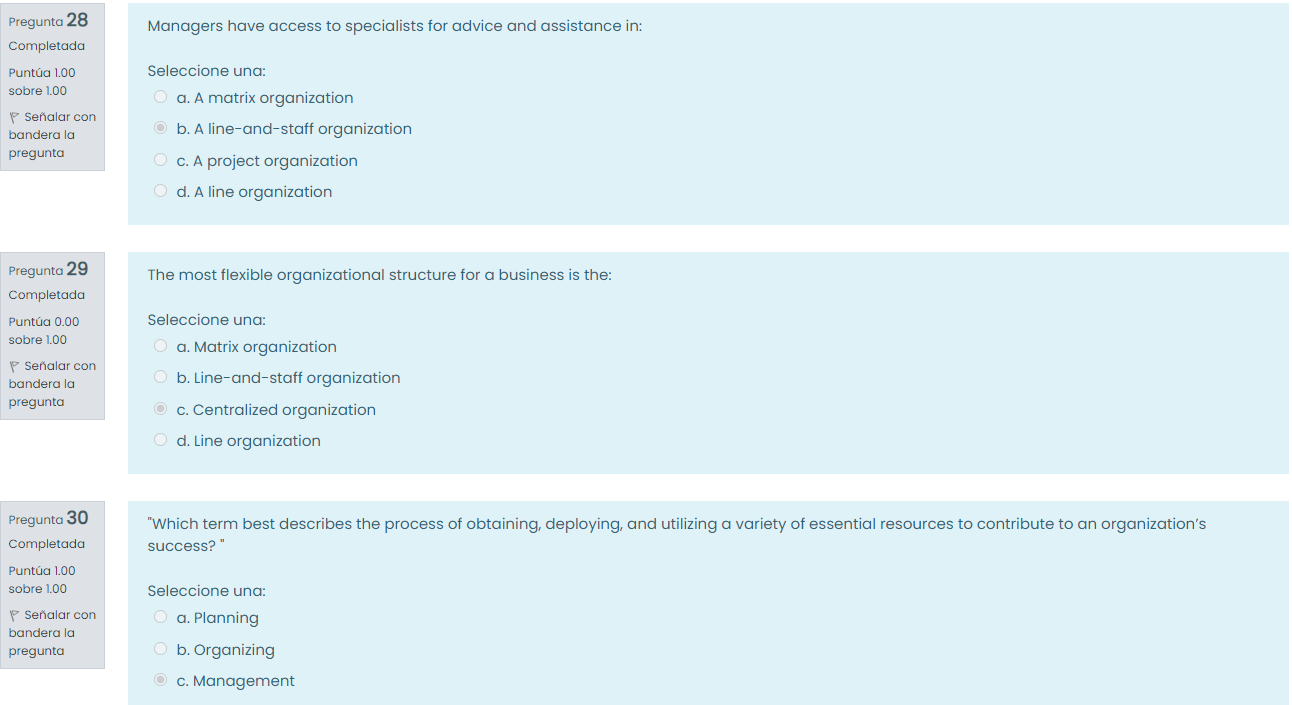 Pregunta 28
Completada
Puntúa 1.00
sobre 1.00
Señalar con
bandera la
pregunta
Managers have access to specialists for advice and assistance in:
Seleccione una:
a. A matrix organization
b. A line-and-staff organization
c. A project organization
d. A line organization
Pregunta 29
Completada
Puntúa 0.00
sobre 1.00
Señalar con
bandera la
pregunta
The most flexible organizational structure for a business is the:
Seleccione una:
a. Matrix organization
b. Line-and-staff organization
c. Centralized organization
d. Line organization
Pregunta 30
Completada
Puntúa 1.00
sobre 1.00
Señalar con
bandera la
pregunta
"Which term best describes the process of obtaining, deploying, and utilizing a variety of essential resources to contribute to an organization's
success? "
Seleccione una:
a. Planning
b. Organizing
c. Management